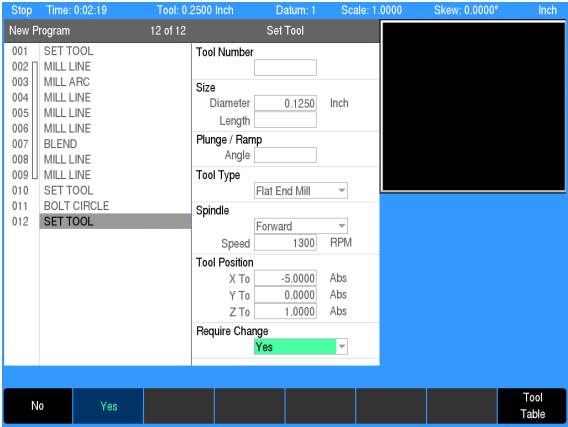 Stop Time: 0:02:19 Tool: 0.2500 Inch Datum: 1 Scale: 1.0000 Skew: 0.0000° Inch
New Program 12 of 12 Set Tool
001 SET TOOL
002 MILL LINE
003 MILL ARC
004 MILL LINE
005 MILL LINE
006 MILL LINE
007 BLEND
008 MILL LINE
009 MILL LINE
010 SET TOOL
011 BOLT CIRCLE
012 SET TOOL
Tool Number
Size
Diameter 0.1250 Inch
Length
Plunge / Ramp
Angle
Tool Type
Flat End Mill
Spindle
Forward
Speed 1300 RPM
Tool Position
X To -5.0000 Abs
Y To 0.0000 Abs
Z To 1.0000 Abs
Require Change
Yes
No Yes Tool Table